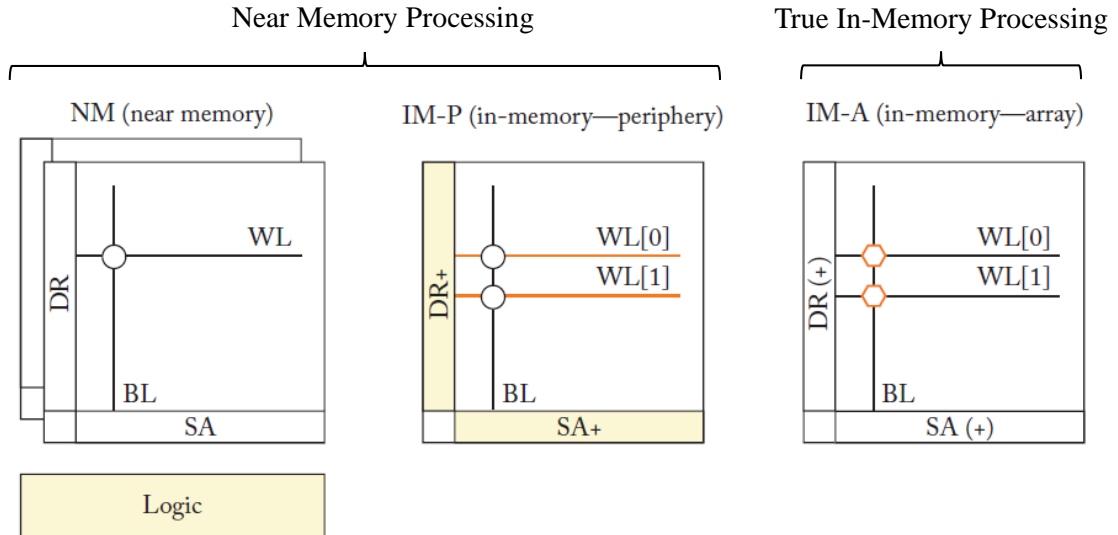 Near Memory Processing
True In-Memory Processing
NM (near memory)
IM-P (in-memory—periphery)
IM-A (in-memory—array)
DR
WL
BL
SA
Logic
DR+
WL[0]
WL[1]
BL
SA+
DR (+)
WL[0]
WL[1]
BL
SA (+)